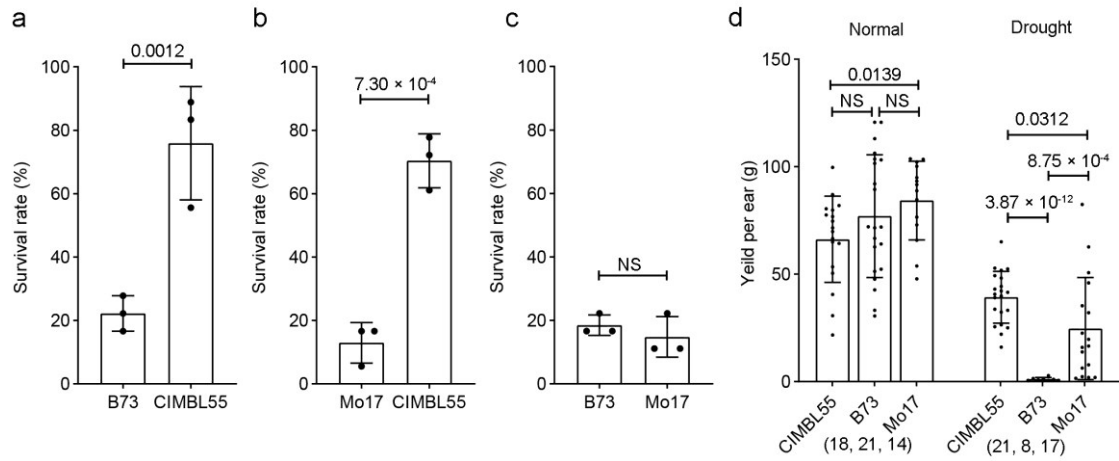 a
0.0012
Survival rate (%)
100
80
60
40
20
0
B73 CIMBL55
b
7.30 × 10⁻⁴
Survival rate (%)
100
80
60
40
20
0
Mo17 CIMBL55
c
NS
Survival rate (%)
100
80
60
40
20
0
B73 Mo17
d
Normal Drought
0.0139
NS NS
0.0312
8.75 × 10⁻⁴
3.87 × 10⁻¹²
Yeild per ear (g)
150
100
50
0
CIMBL55 B73 Mo17 CIMBL55 B73 Mo17
(18, 21, 14) (21, 8, 17)